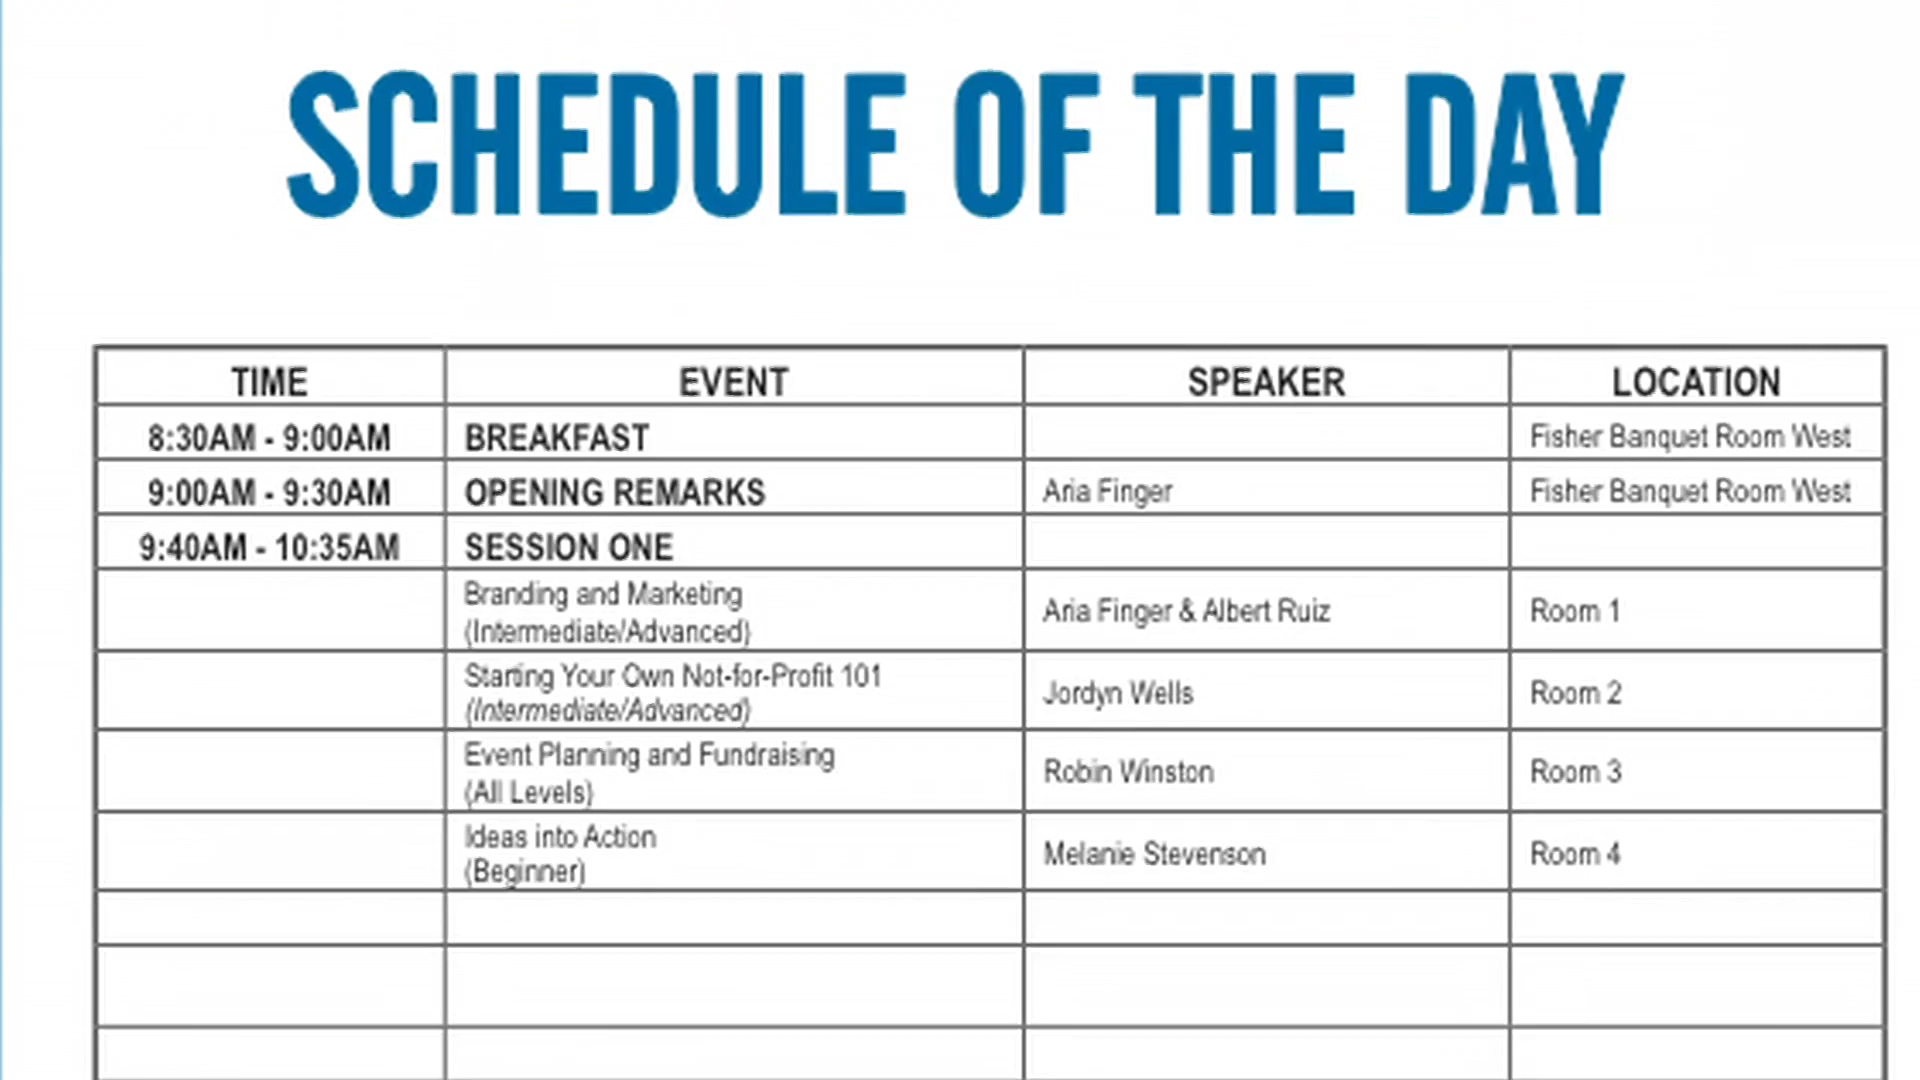 SCHEDULE OF THE DAY
TIME EVENT SPEAKER LOCATION
8:30AM - 9:00AM BREAKFAST Fisher Banquet Room West
9:00AM - 9:30AM OPENING REMARKS Aria Finger Fisher Banquet Room West
9:40AM - 10:35AM SESSION ONE
Branding and Marketing
(Intermediate/Advanced)
Aria Finger & Albert Ruiz
Room 1
Starting Your Own Not-for-Profit 101
(Intermediate/Advanced)
Jordyn Wells
Room 2
Event Planning and Fundraising
(All Levels)
Robin Winston
Room 3
Ideas into Action
(Beginner)
Melanie Stevenson
Room 4